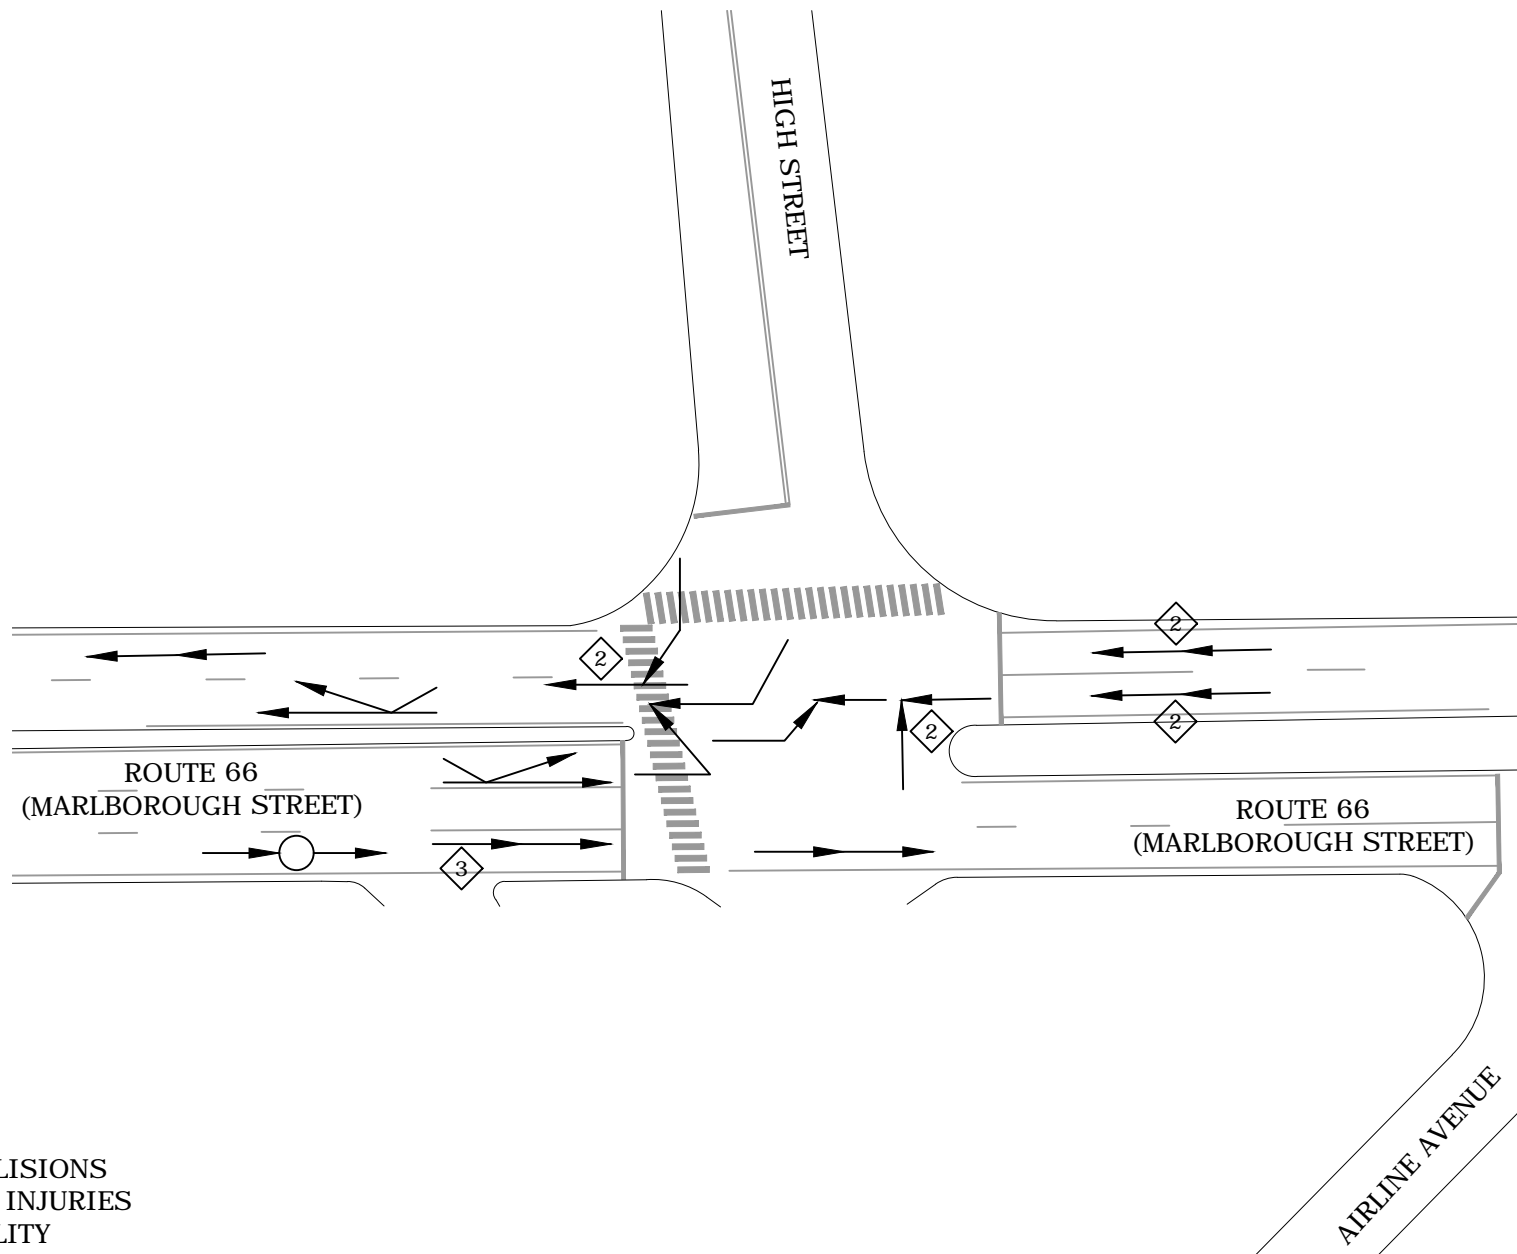 HIGH STREET
2
2
2
2
ROUTE 66
(MARLBOROUGH STREET)
3
ROUTE 66
(MARLBOROUGH STREET)
AIRLINE AVENUE
LISIONS
INJURIES
LITY